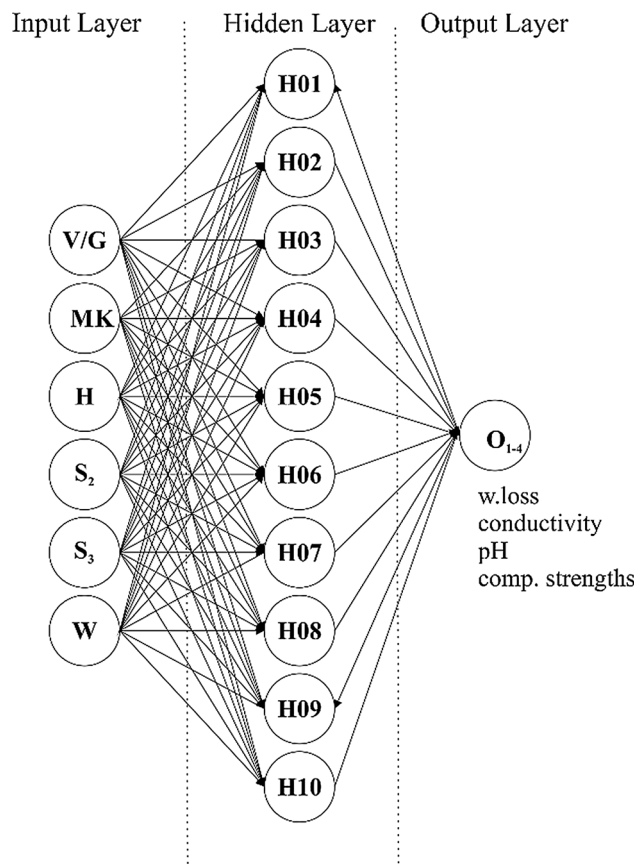 Input Layer
Hidden Layer
Output Layer
H01
H02
H03
H04
H05
H06
H07
H08
H09
H10
V/G
MK
H
S₂
S₃
W
O₁₋₄
w.loss
conductivity
pH
comp. strengths